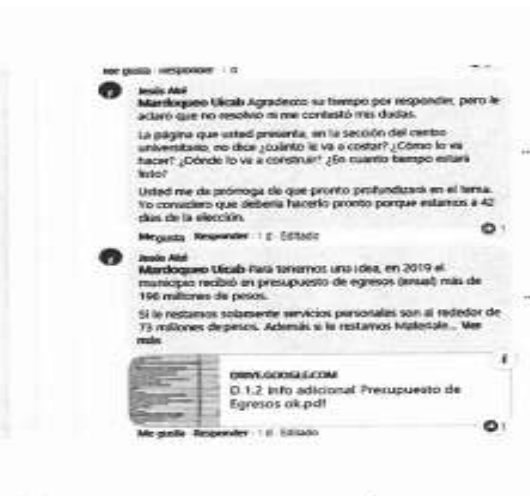 Me gusta Responder 1 d
Jesús Aké
Mardoqueo Uicab Agradezco su tiempo por responder, pero le
aclaró que no resolvió ni me contestó mis dudas.
La página que usted presenta, en la sección del centro
universitario, no dice ¿cuánto le va a costar? ¿Cómo lo va
hacer? ¿Dónde lo va a construir? ¿En cuanto tiempo estará
listo?
Usted me da prórroga de que pronto profundizará en el tema.
Yo considero que debería hacerlo pronto porque estamos a 42
días de la elección.
Me gusta Responder 1 d Editado
1
Jesús Aké
Mardoqueo Uicab Para tenernos una idea, en 2019 el
municipio recibió en presupuesto de egresos (anual) más de
196 millones de pesos.
Si le restamos solamente servicios personales son al rededor de
73 millones de pesos. Además si le restamos Materiale... Ver
más
DRIVE.GOOGLE.COM
D 1.2 Info adicional Presupuesto de
Egresos ok.pdf
Me gusta Responder 1 d Editado
1